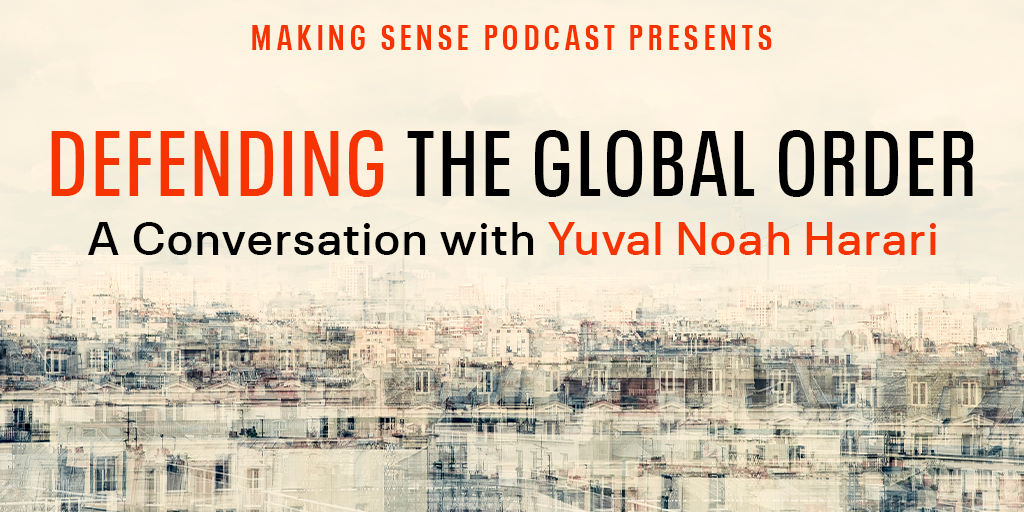 MAKING SENSE PODCAST PRESENTS
DEFENDING THE GLOBAL ORDER
A Conversation with Yuval Noah Harari